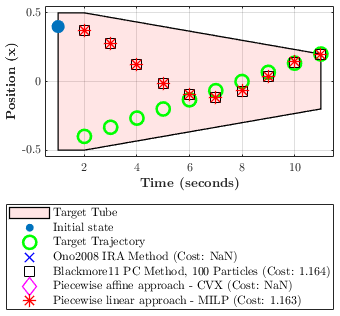 0.5
0
-0.5
Position (x)
2
4
6
8
10
Time (seconds)
Target Tube
Initial state
Target Trajectory
Ono2008 IRA Method (Cost: NaN)
Blackmore11 PC Method, 100 Particles (Cost: 1.164)
Piecewise affine approach - CVX (Cost: NaN)
Piecewise linear approach - MILP (Cost: 1.163)